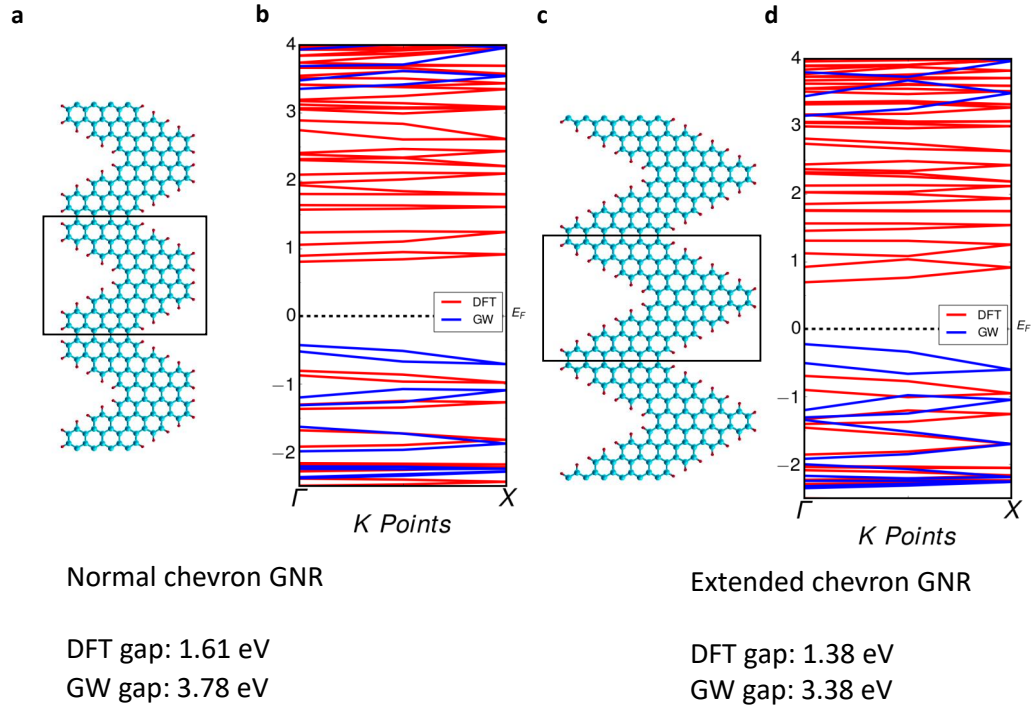 a
b
c
d
4
3
2
1
0
−1
−2
DFT
GW
E_F
Γ
X
K Points
4
3
2
1
0
−1
−2
DFT
GW
E_F
Γ
X
K Points
Normal chevron GNR
DFT gap: 1.61 eV
GW gap: 3.78 eV
Extended chevron GNR
DFT gap: 1.38 eV
GW gap: 3.38 eV